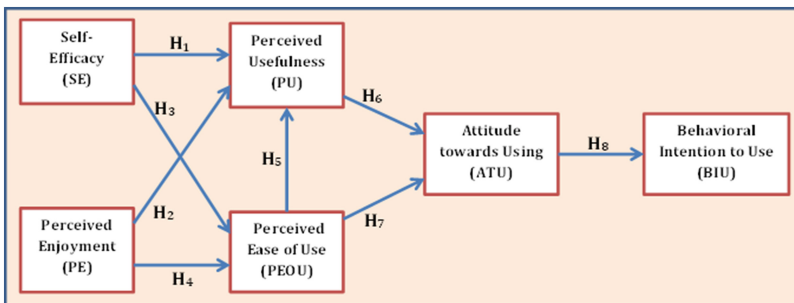 Self-
Efficacy
(SE)
H1
Perceived
Usefulness
(PU)
H3
H6
Attitude
towards Using
(ATU)
H8
Behavioral
Intention to Use
(BIU)
H5
Perceived
Enjoyment
(PE)
H2
H4
Perceived
Ease of Use
(PEOU)
H7